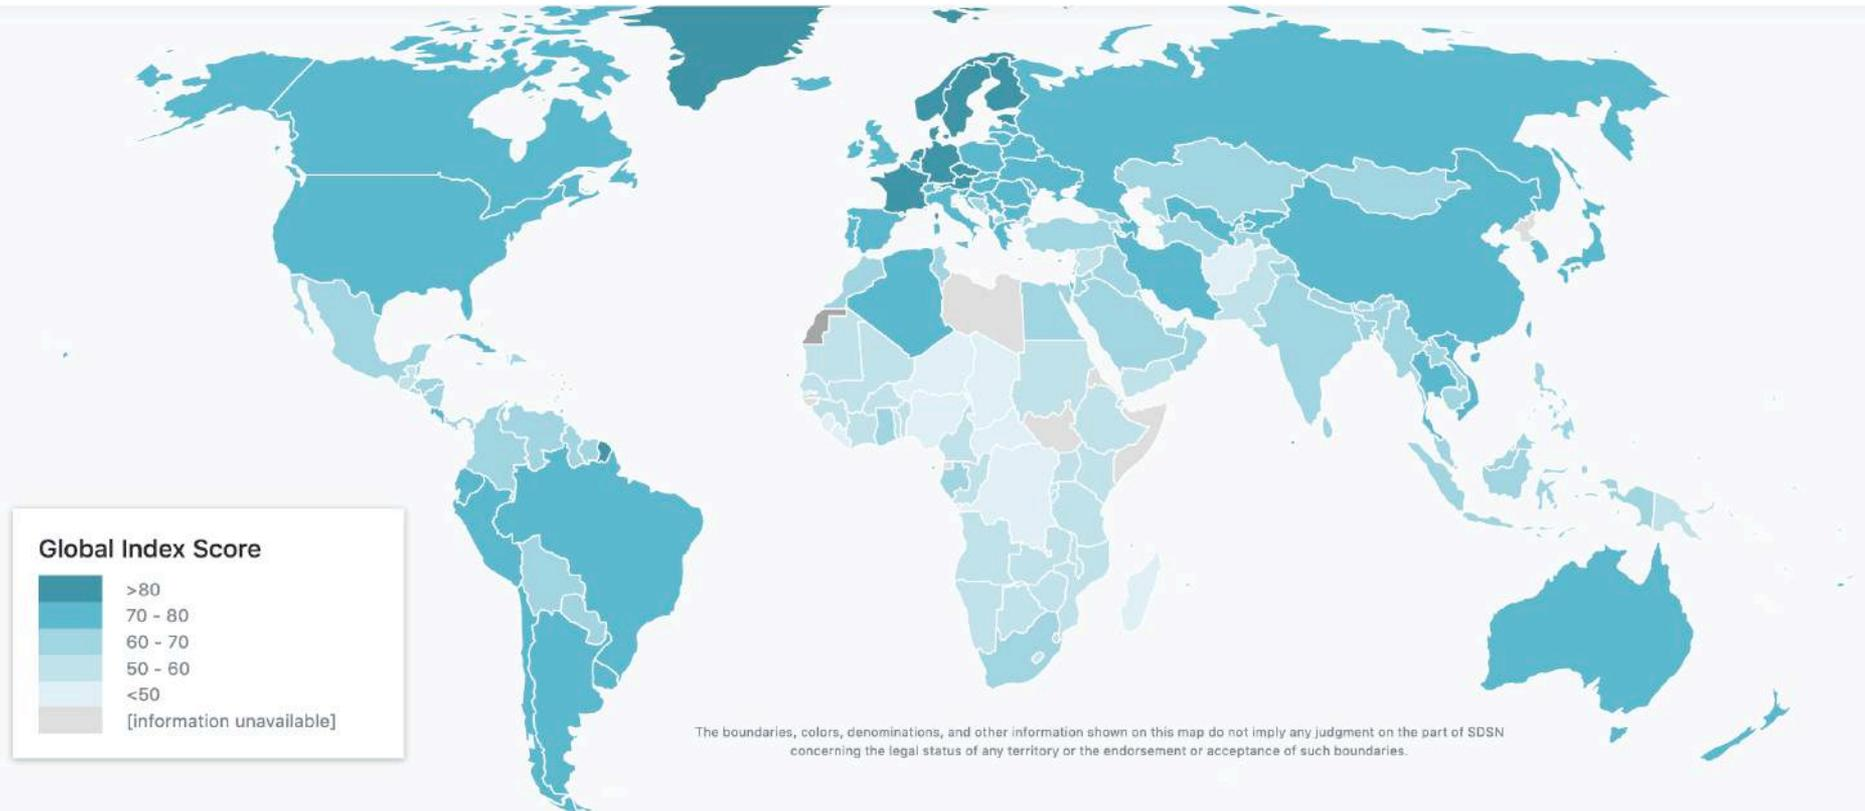 Global Index Score
>80
70 - 80
60 - 70
50 - 60
<50
[information unavailable]
The boundaries, colors, denominations, and other information shown on this map do not imply any judgment on the part of SDSN
concerning the legal status of any territory or the endorsement or acceptance of such boundaries.